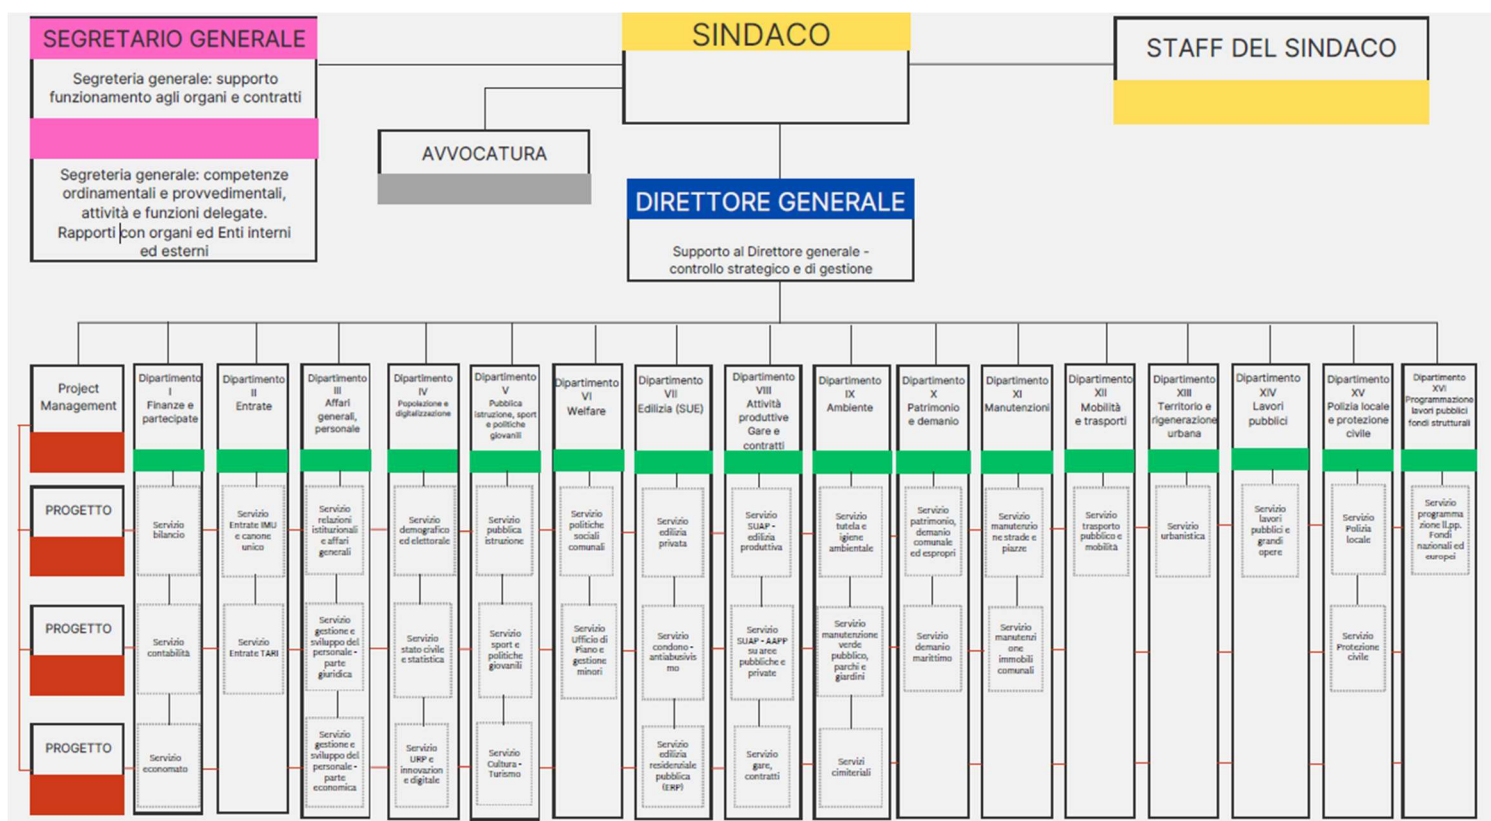 SEGRETARIO GENERALE
Segreteria generale: supporto
funzionamento agli organi e contratti
Segreteria generale: competenze
ordinamentali e provvedimentali,
attività e funzioni delegate.
Rapporti con organi ed Enti interni
ed esterni
SINDACO
STAFF DEL SINDACO
AVVOCATURA
DIRETTORE GENERALE
Supporto al Direttore generale -
controllo strategico e di gestione
Project
Management
Dipartimento
I
Finanze e
partecipate
Dipartimento
II
Entrate
Dipartimento
III
Affari
generali,
personale
Dipartimento
IV
Popolazione e
digitalizzazione
Dipartimento
V
Pubblica
istruzione, sport
e politiche
giovanili
Dipartimento
VI
Welfare
Dipartimento
VII
Edilizia (SUE)
Dipartimento
VIII
Attività
produttive
Gare e
contratti
Dipartimento
IX
Ambiente
Dipartimento
X
Patrimonio
e demanio
Dipartimento
XI
Manutenzioni
Dipartimento
XII
Mobilità
e trasporti
Dipartimento
XIII
Territorio e
rigenerazione
urbana
Dipartimento
XIV
Lavori
pubblici
Dipartimento
XV
Polizia locale
e protezione
civile
Dipartimento
XVI
Programmazione
lavori pubblici
fondi strutturali
PROGETTO
Servizio
bilancio
Servizio
Entrate IMU
e canone
unico
Servizio
relazioni
istituzionali
e affari
generali
Servizio
demografico
ed elettorale
Servizio
pubblica
istruzione
Servizio
politiche
sociali
comunali
Servizio
edilizia
privata
Servizio
SUAP -
edilizia
produttiva
Servizio
tutela e
igiene
ambientale
Servizio
patrimonio,
demanio
comunale
ed espropri
Servizio
manutenzio
ne strade e
piazze
Servizio
trasporto
pubblico e
mobilità
Servizio
urbanistica
Servizio
lavori
pubblici e
grandi
opere
Servizio
Polizia
locale
Servizio
programma
zione ll.pp.
Fondi
nazionali ed
europei
PROGETTO
Servizio
contabilità
Servizio
Entrate TARI
Servizio
gestione e
sviluppo del
personale -
parte
giuridica
Servizio
stato civile
e statistica
Servizio
sport e
politiche
giovanili
Servizio
Ufficio di
Piano e
gestione
minori
Servizio
condono -
antiabusivis
mo
Servizio
SUAP - AAPP
su aree
pubbliche e
private
Servizio
manutenzione
verde
pubblico,
parchi e
giardini
Servizio
demanio
marittimo
Servizio
manutenzi
one
immobili
comunali
Servizio
Protezione
civile
PROGETTO
Servizio
economato
Servizio
gestione e
sviluppo del
personale -
parte
economica
Servizio
URP e
innovazion
e digitale
Servizio
Cultura -
Turismo
Servizio
edilizia
residenziale
pubblica
(ERP)
Servizio
gare,
contratti
Servizi
cimiteriali